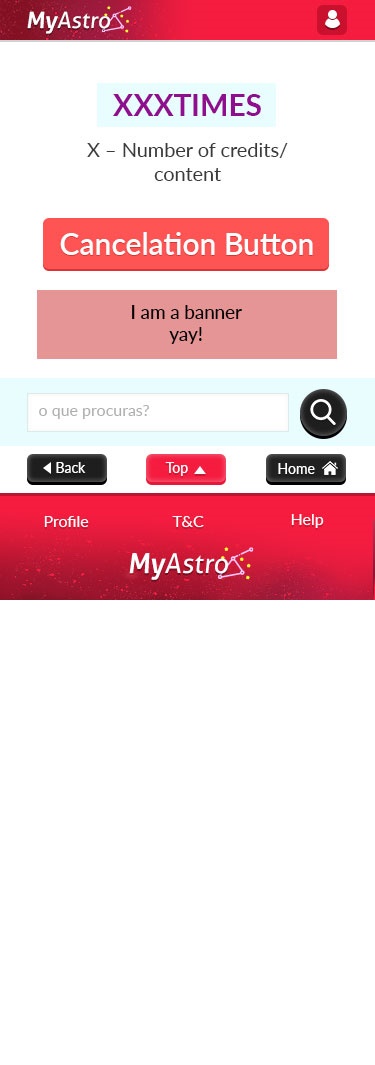 MyAstro
XXXTIMES
X – Number of credits/
content
Cancelation Button
I am a banner
yay!
o que procuras?
Back
Top
Home
Profile
T&C
Help
MyAstro